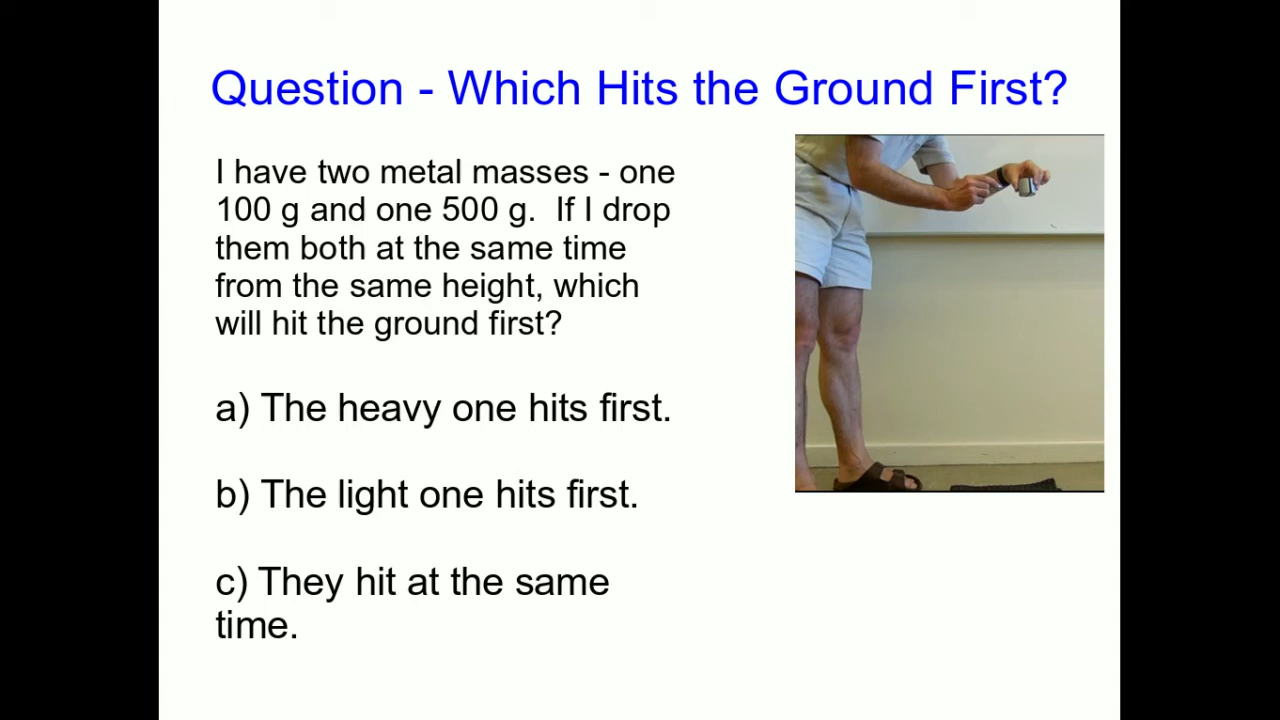 Question - Which Hits the Ground First?
I have two metal masses - one
100 g and one 500 g. If I drop
them both at the same time
from the same height, which
will hit the ground first?
a) The heavy one hits first.
b) The light one hits first.
c) They hit at the same
time.